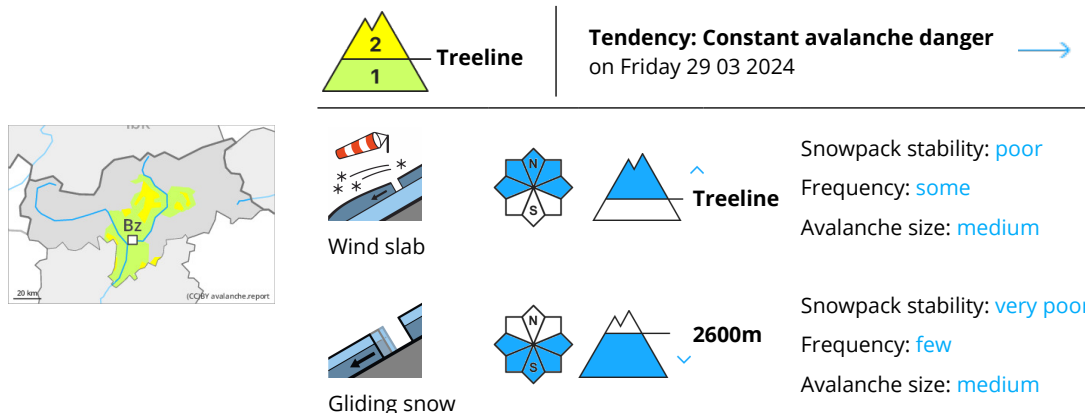 2
1
Treeline
Tendency: Constant avalanche danger
on Friday 29 03 2024
Bz
20 km
(CC)BY avalanche.report
N
S
Treeline
Wind slab
Snowpack stability: poor
Frequency: some
Avalanche size: medium
N
S
2600m
Gliding snow
Snowpack stability: very poor
Frequency: few
Avalanche size: medium